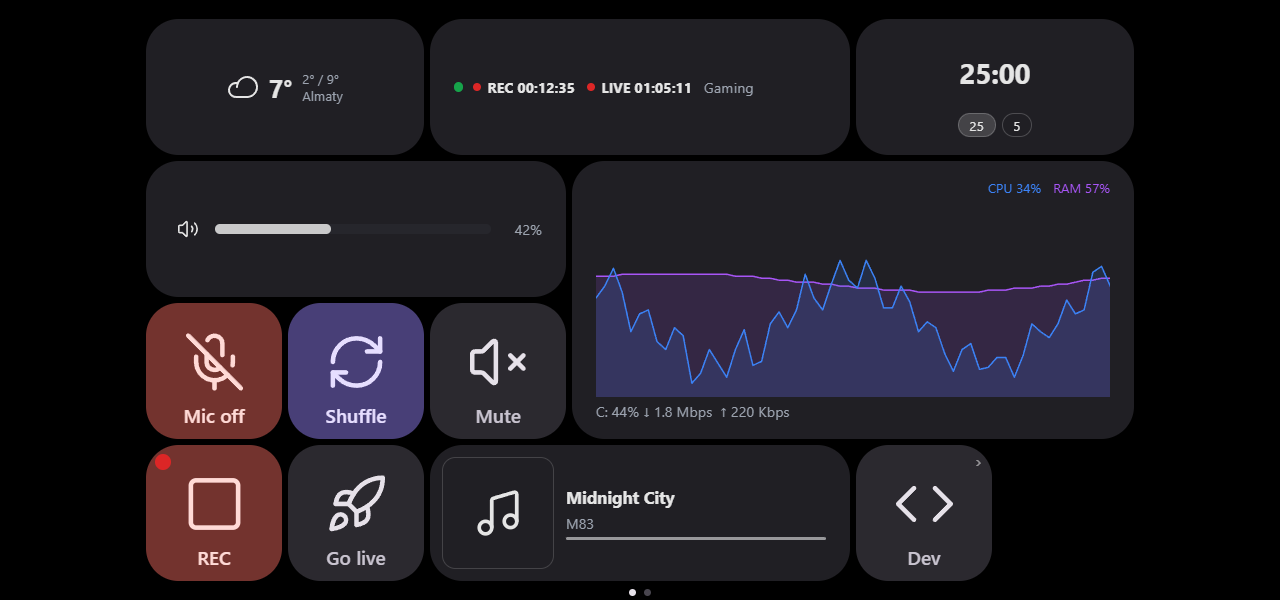 7° 2° / 9°
Almaty
REC 00:12:35 LIVE 01:05:11 Gaming
25:00
25 5
42%
CPU 34% RAM 57%
C: 44% ↓ 1.8 Mbps ↑ 220 Kbps
Mic off
Shuffle
Mute
REC
Go live
Midnight City
M83
Dev